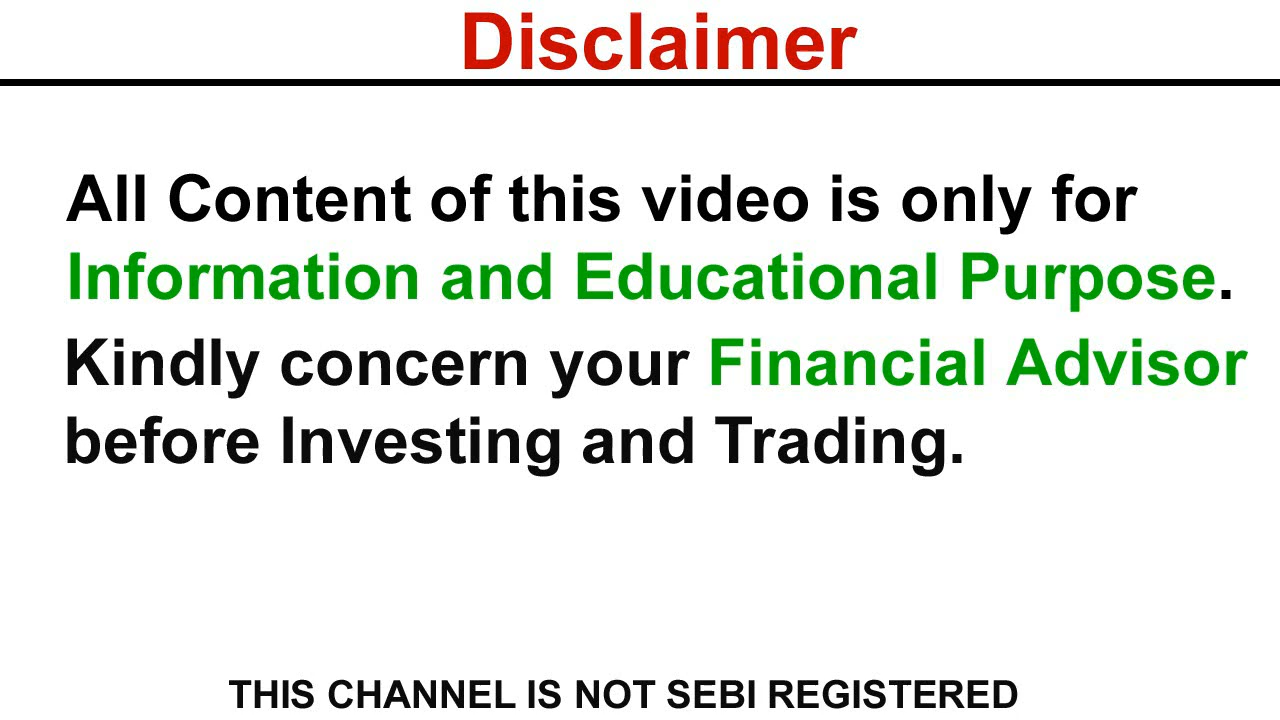 Disclaimer
All Content of this video is only for
Information and Educational Purpose.
Kindly concern your Financial Advisor
before Investing and Trading.
THIS CHANNEL IS NOT SEBI REGISTERED